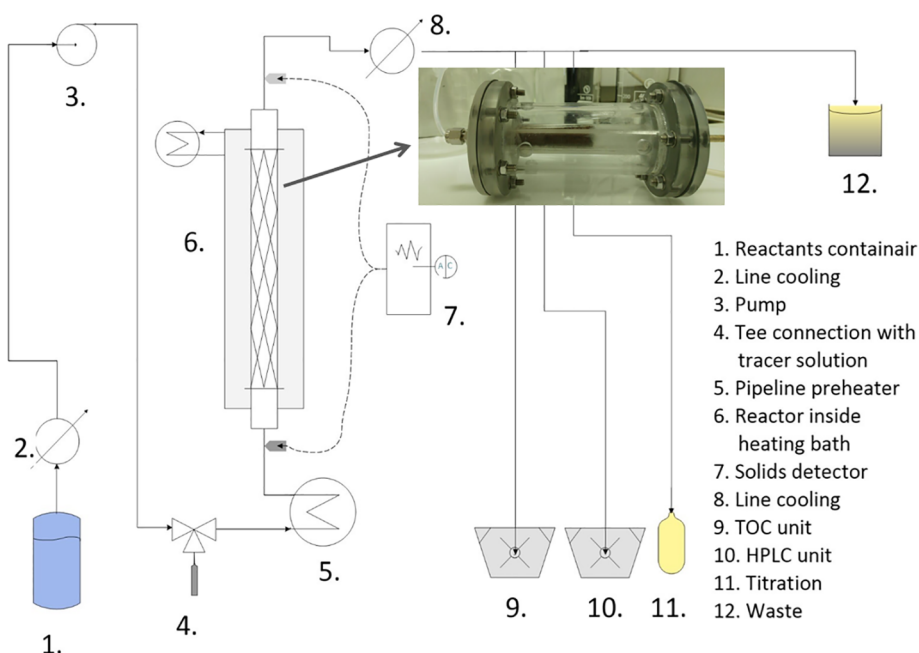 8.
3.
12.
6.
A C
7.
2.
5.
4.
9.
10.
11.
1.
1. Reactants containair
2. Line cooling
3. Pump
4. Tee connection with
tracer solution
5. Pipeline preheater
6. Reactor inside
heating bath
7. Solids detector
8. Line cooling
9. TOC unit
10. HPLC unit
11. Titration
12. Waste